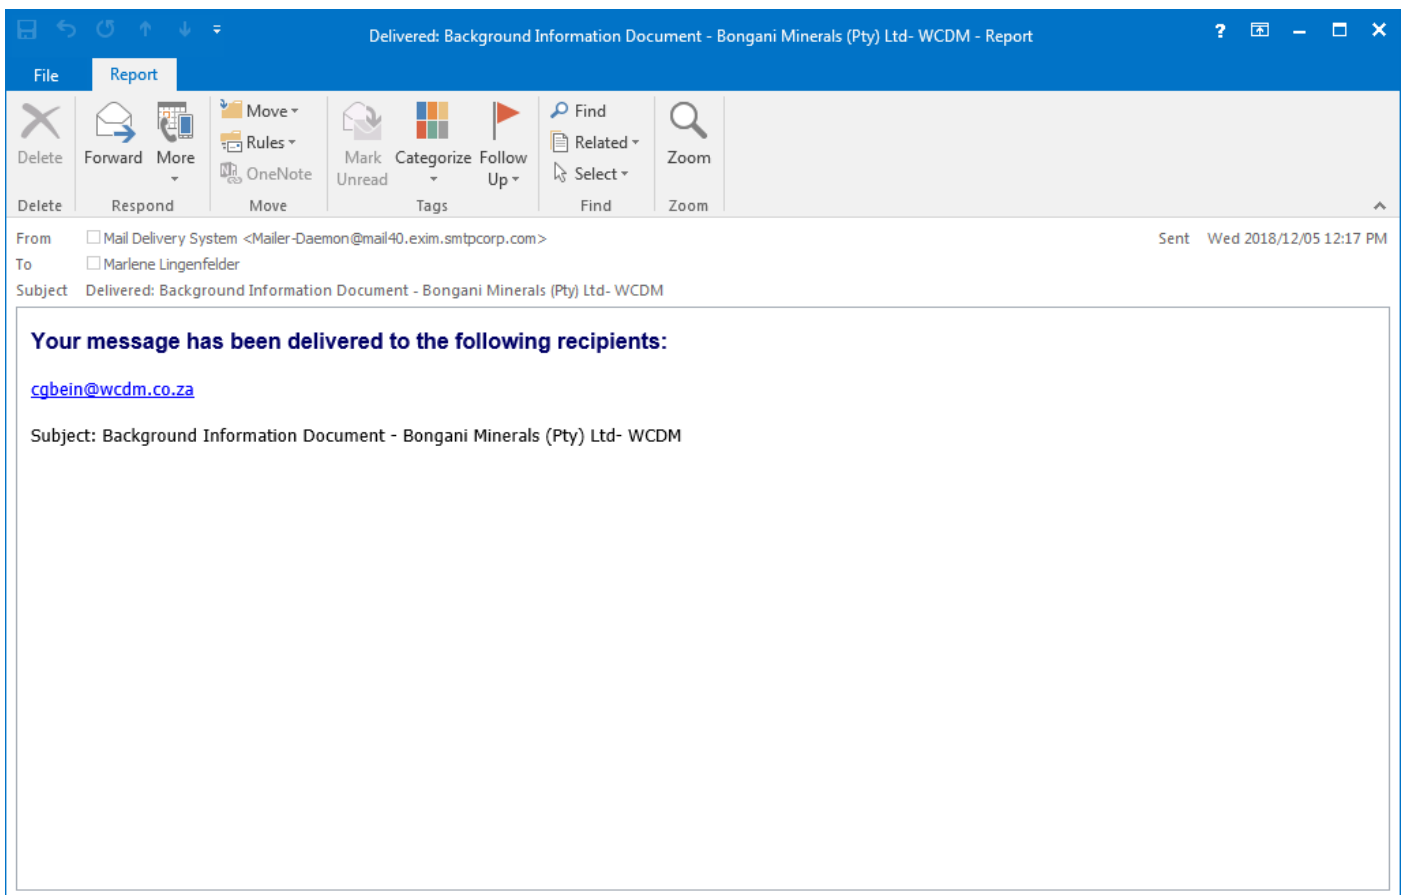 Delivered: Background Information Document - Bongani Minerals (Pty) Ltd- WCDM - Report
?
File Report
Delete Forward More Move Rules OneNote Mark Unread Categorize Follow Up Find Related Select Zoom
Delete Respond Move Tags Find Zoom
From Mail Delivery System <Mailer-Daemon@mail40.exim.smtpcorp.com> Sent Wed 2018/12/05 12:17 PM
To Marlene Lingenfelder
Subject Delivered: Background Information Document - Bongani Minerals (Pty) Ltd- WCDM
Your message has been delivered to the following recipients:
cgbein@wcdm.co.za
Subject: Background Information Document - Bongani Minerals (Pty) Ltd- WCDM